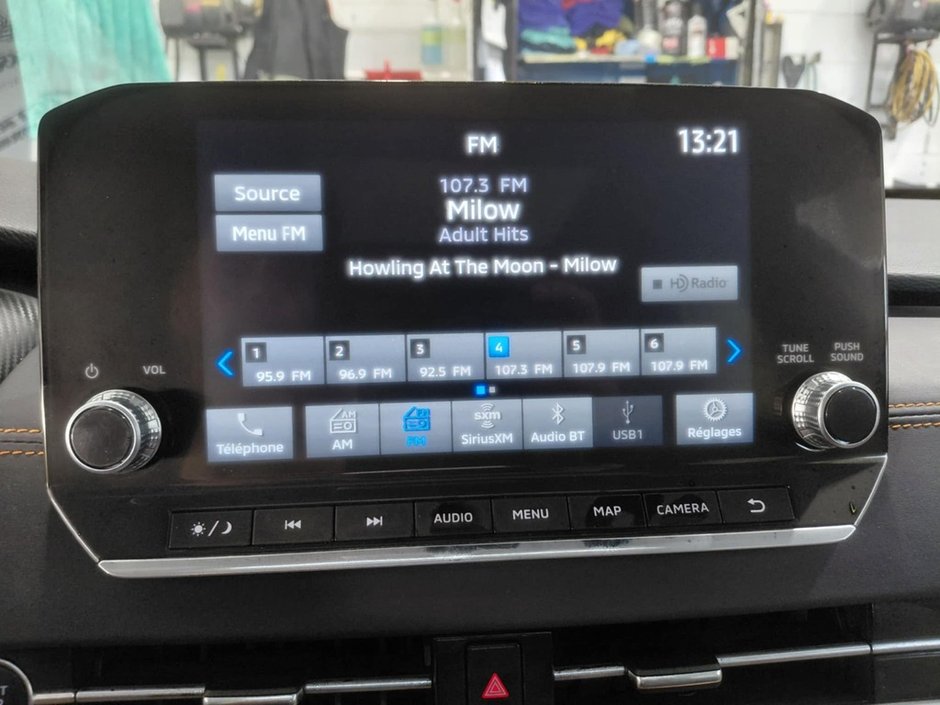 FM
13:21
Source
107.3 FM
Milow
Adult Hits
Menu FM
Howling At The Moon - Milow
HD Radio
1 2 3 4 5 6
95.9 FM 96.9 FM 92.5 FM 107.3 FM 107.9 FM 107.9 FM
VOL
TUNE SCROLL
PUSH SOUND
Téléphone
AM
AM
FM
sxm
SiriusXM
Audio BT
USB1
Réglages
AUDIO MENU MAP CAMERA